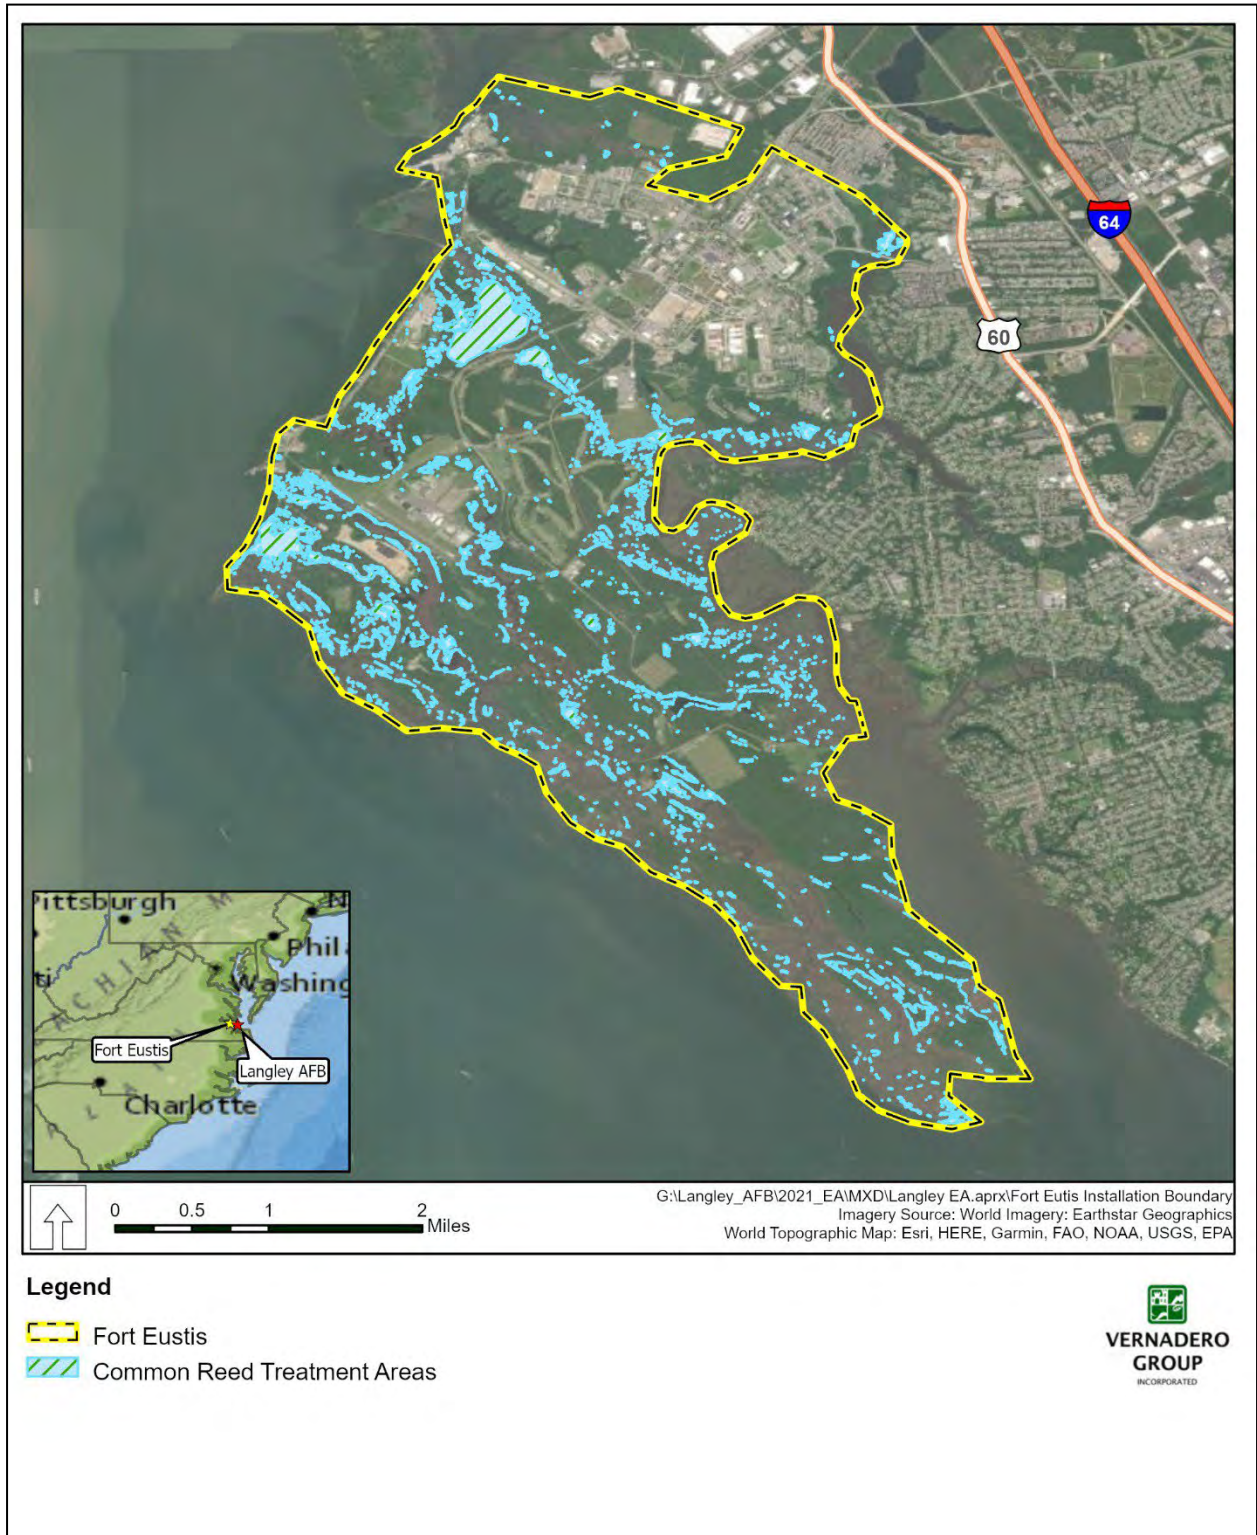 64
60
Pittsburgh
N
Phil
CHIAN M
Washing
ti
Fort Eustis
Langley AFB
Charlotte
A L A
0 0.5 1 2
Miles
G:\Langley_AFB\2021_EA\MXD\Langley EA.aprx\Fort Eutis Installation Boundary
Imagery Source: World Imagery: Earthstar Geographics
World Topographic Map: Esri, HERE, Garmin, FAO, NOAA, USGS, EPA
Legend
Fort Eustis
Common Reed Treatment Areas
VERNADERO
GROUP
INCORPORATED